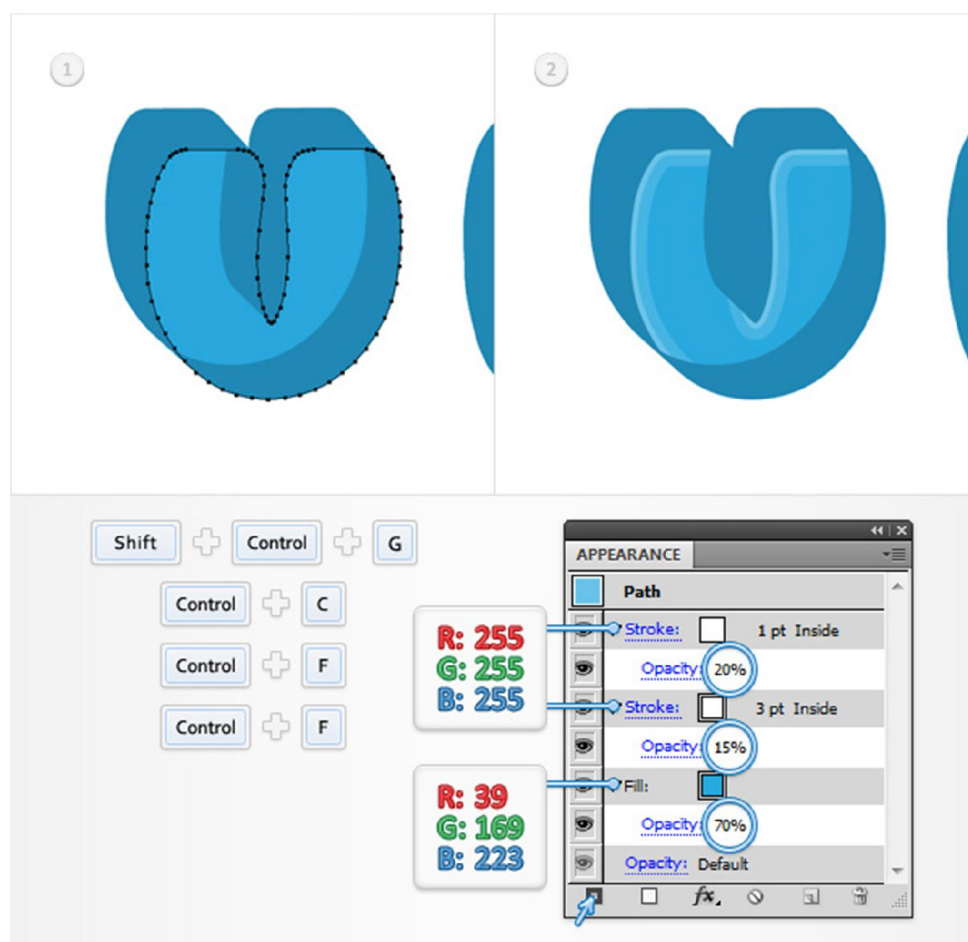 1
2
Shift + Control + G
Control + C
Control + F
Control + F
R: 255
G: 255
B: 255
R: 39
G: 169
B: 223
APPEARANCE
Path
Stroke: 1 pt Inside
Opacity: 20%
Stroke: 3 pt Inside
Opacity: 15%
Fill:
Opacity: 70%
Opacity: Default
fx.